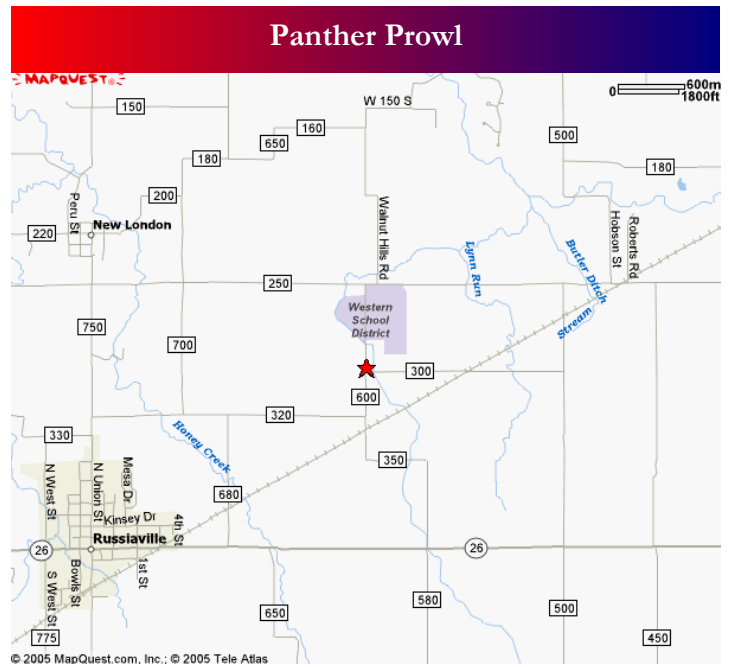 Panther Prowl
MAPQUEST®
0 600m
1800ft
150
W 150 S
160
650
500
180
180
200
Peru St
New London
220
Walnut Hills Rd
Hobson St
Roberts Rd
Lynn Run
Butler Ditch
Stream
250
Western
School
District
750
700
300
600
320
330
Honey Creek
350
N West St
N Union St
Mesa Dr
680
Kinsey Dr
4th St
Russiaville
26
26
S West St
Bowls St
1st St
650
580
500
775
450
© 2005 MapQuest.com, Inc.; © 2005 Tele Atlas